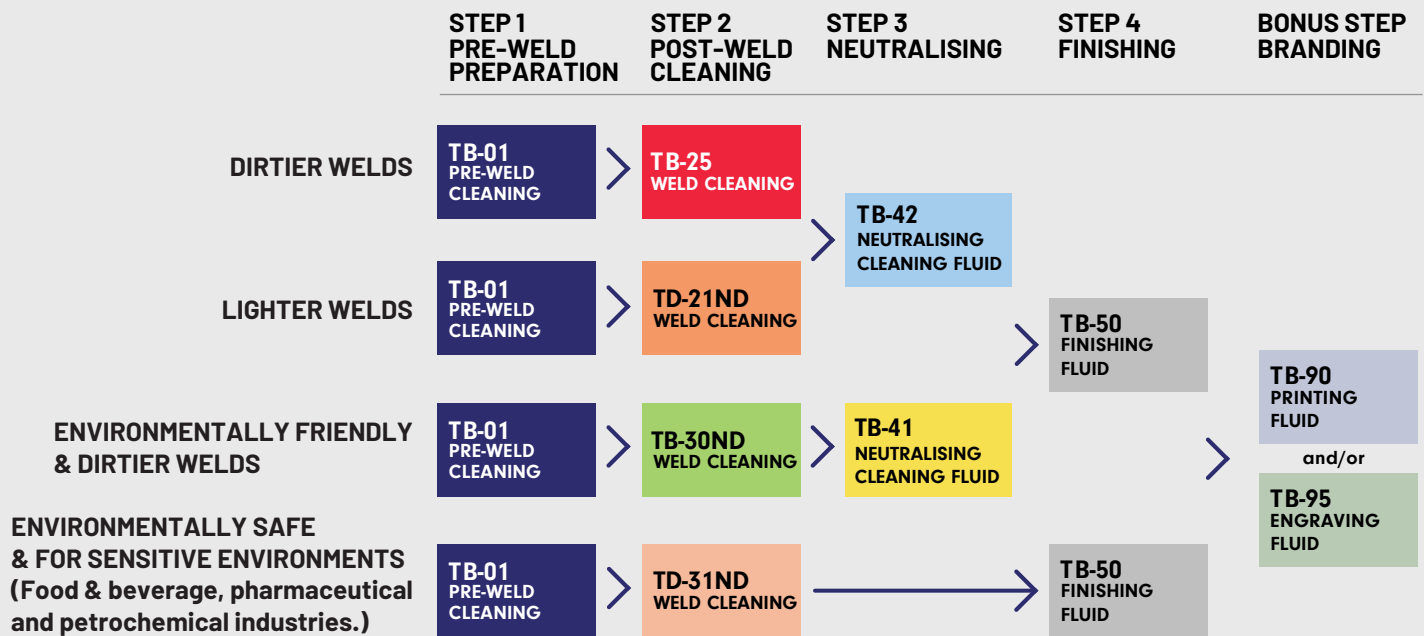 STEP 1
PRE-WELD
PREPARATION
STEP 2
POST-WELD
CLEANING
STEP 3
NEUTRALISING
STEP 4
FINISHING
BONUS STEP
BRANDING
DIRTIER WELDS
TB-01
PRE-WELD
CLEANING
TB-25
WELD CLEANING
TB-42
NEUTRALISING
CLEANING FLUID
LIGHTER WELDS
TB-01
PRE-WELD
CLEANING
TD-21ND
WELD CLEANING
TB-50
FINISHING
FLUID
TB-90
PRINTING
FLUID
and/or
TB-95
ENGRAVING
FLUID
ENVIRONMENTALLY FRIENDLY
& DIRTIER WELDS
TB-01
PRE-WELD
CLEANING
TB-30ND
WELD CLEANING
TB-41
NEUTRALISING
CLEANING FLUID
ENVIRONMENTALLY SAFE
& FOR SENSITIVE ENVIRONMENTS
(Food & beverage, pharmaceutical
and petrochemical industries.)
TB-01
PRE-WELD
CLEANING
TD-31ND
WELD CLEANING
TB-50
FINISHING
FLUID